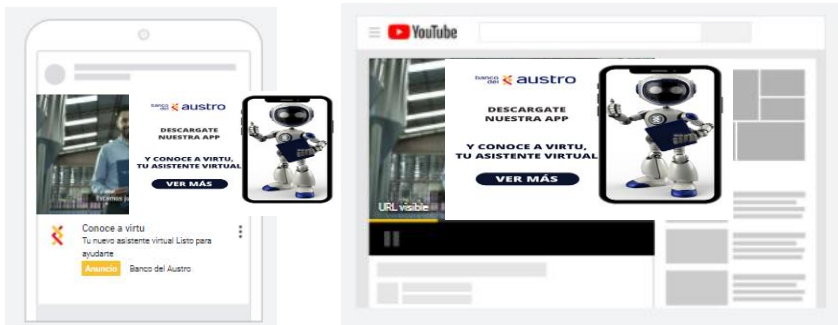 banco del austro
DESCARGATE
NUESTRA APP
Y CONOCE A VIRTU,
TU ASISTENTE VIRTUAL
VER MÁS
Estamos
Conoce a virtu
Tu nuevo asistente virtual Listo para
ayudarte
Anuncio Banco del Austro
YouTube
banco del austro
DESCARGATE
NUESTRA APP
Y CONOCE A VIRTU,
TU ASISTENTE VIRTUAL
VER MÁS
URL visible